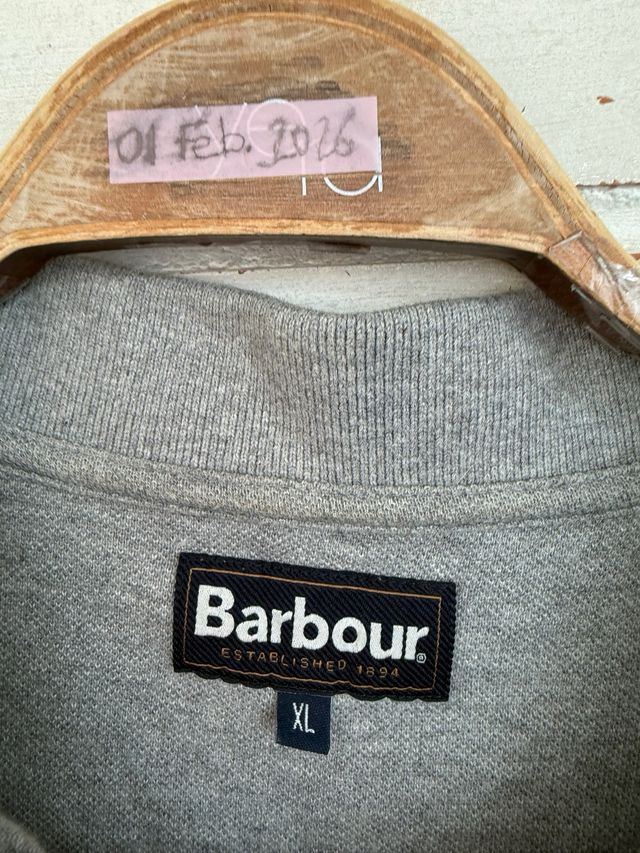 01 Feb. 2026
Barbour®
ESTABLISHED 1894
XL